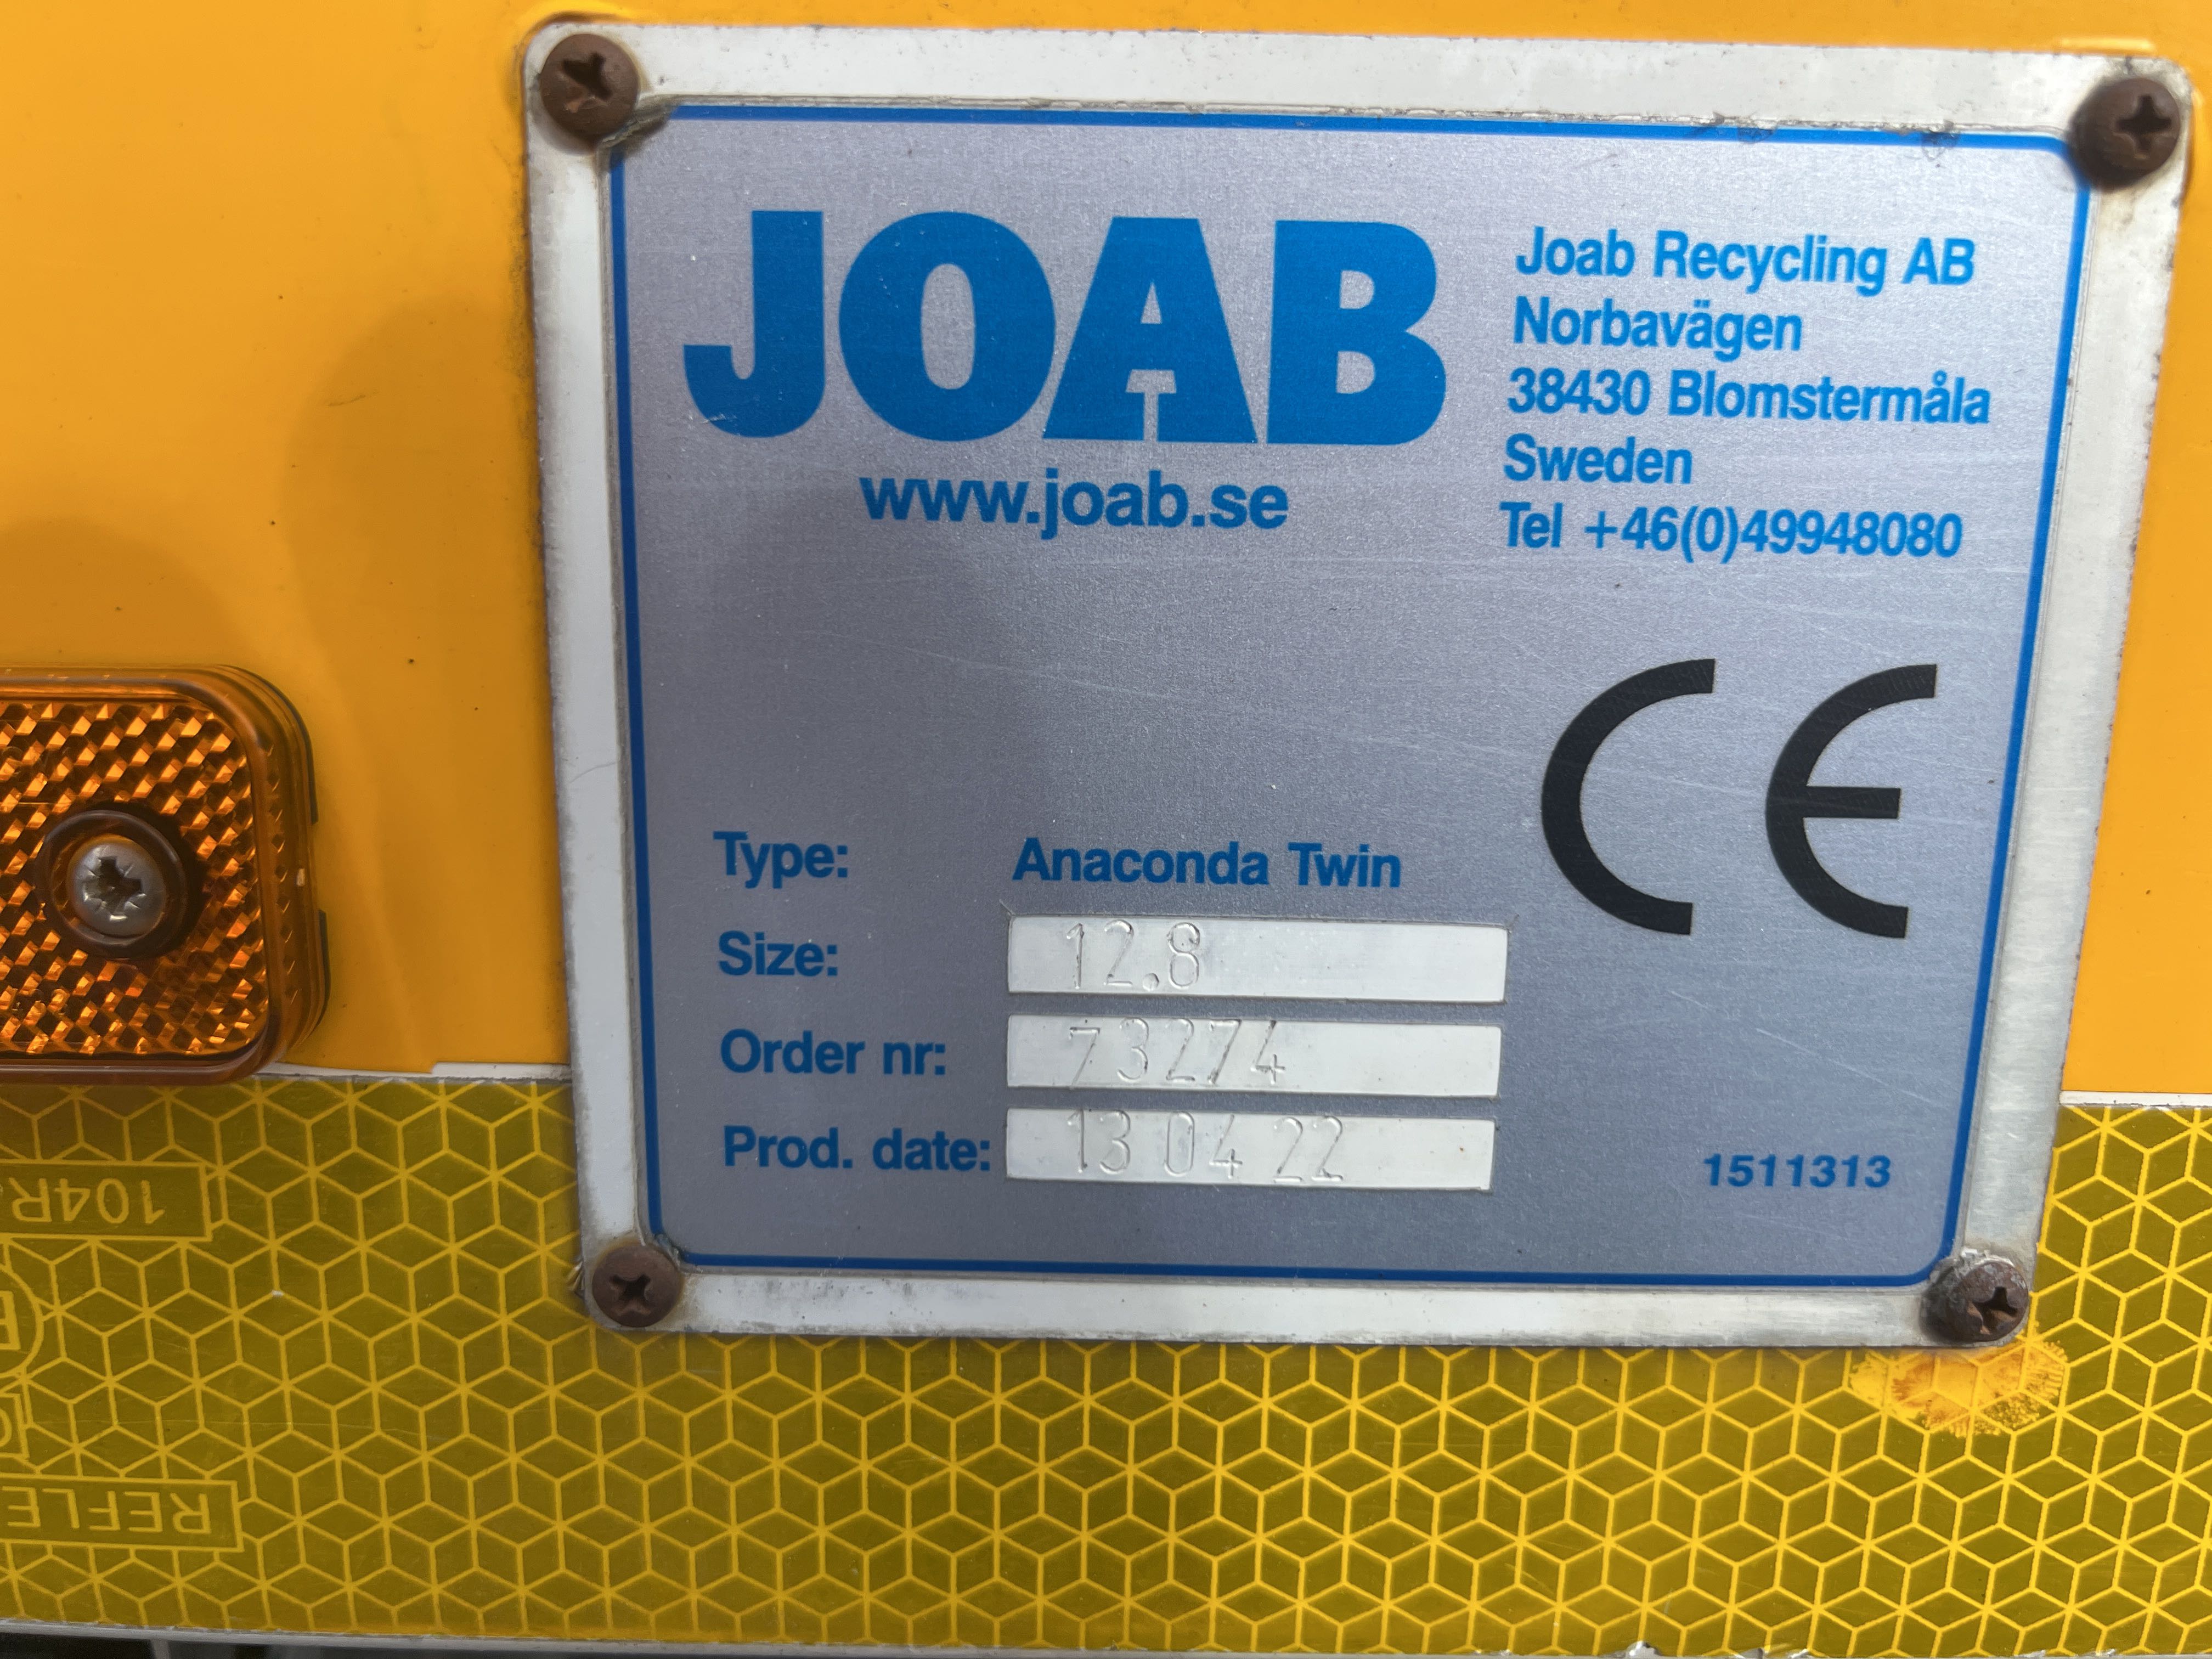 JOAB
www.joab.se
Joab Recycling AB
Norbavägen
38430 Blomstermåla
Sweden
Tel +46(0)49948080
CE
Type: Anaconda Twin
Size: 12.8
Order nr: 73274
Prod. date: 13 04 22
1511313
104R
REFLE